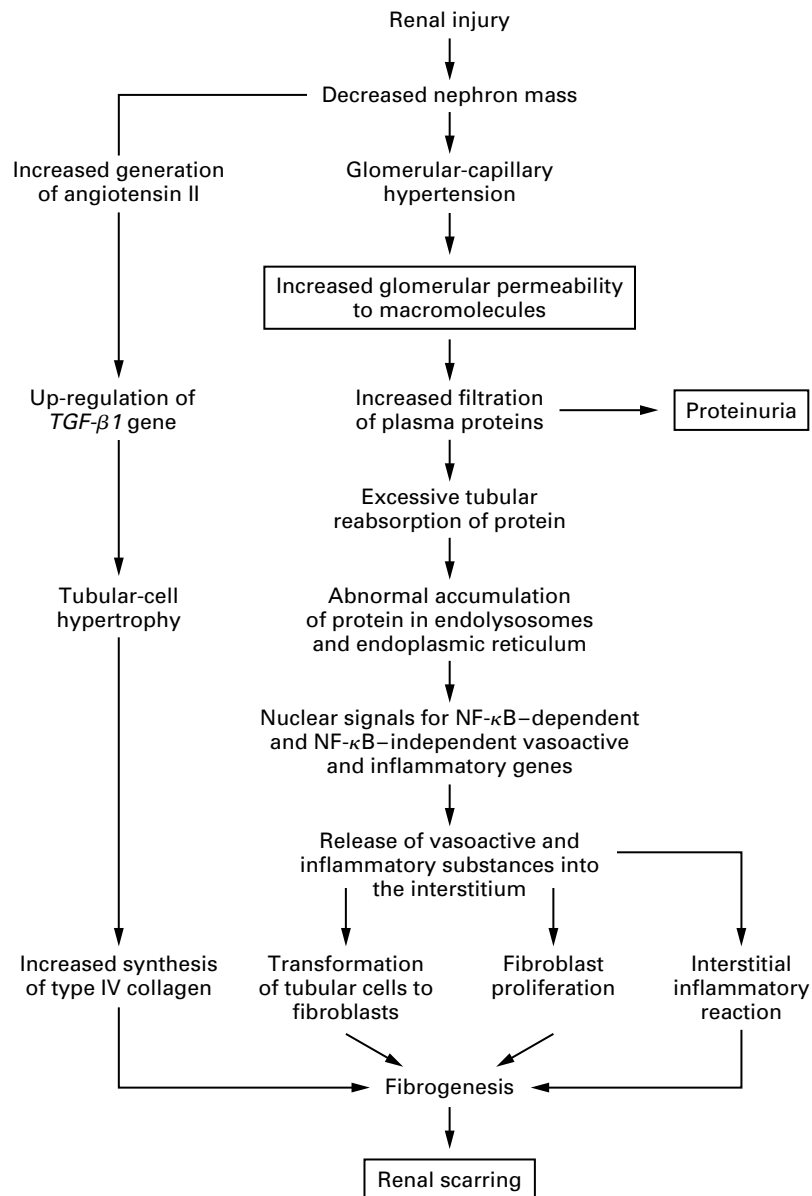 Renal injury
Decreased nephron mass
Increased generation
of angiotensin II
Glomerular-capillary
hypertension
Increased glomerular permeability
to macromolecules
Up-regulation of
TGF-β1 gene
Increased filtration
of plasma proteins
Proteinuria
Excessive tubular
reabsorption of protein
Tubular-cell
hypertrophy
Abnormal accumulation
of protein in endolysosomes
and endoplasmic reticulum
Nuclear signals for NF-κB–dependent
and NF-κB–independent vasoactive
and inflammatory genes
Release of vasoactive and
inflammatory substances into
the interstitium
Increased synthesis
of type IV collagen
Transformation
of tubular cells to
fibroblasts
Fibroblast
proliferation
Interstitial
inflammatory
reaction
Fibrogenesis
Renal scarring